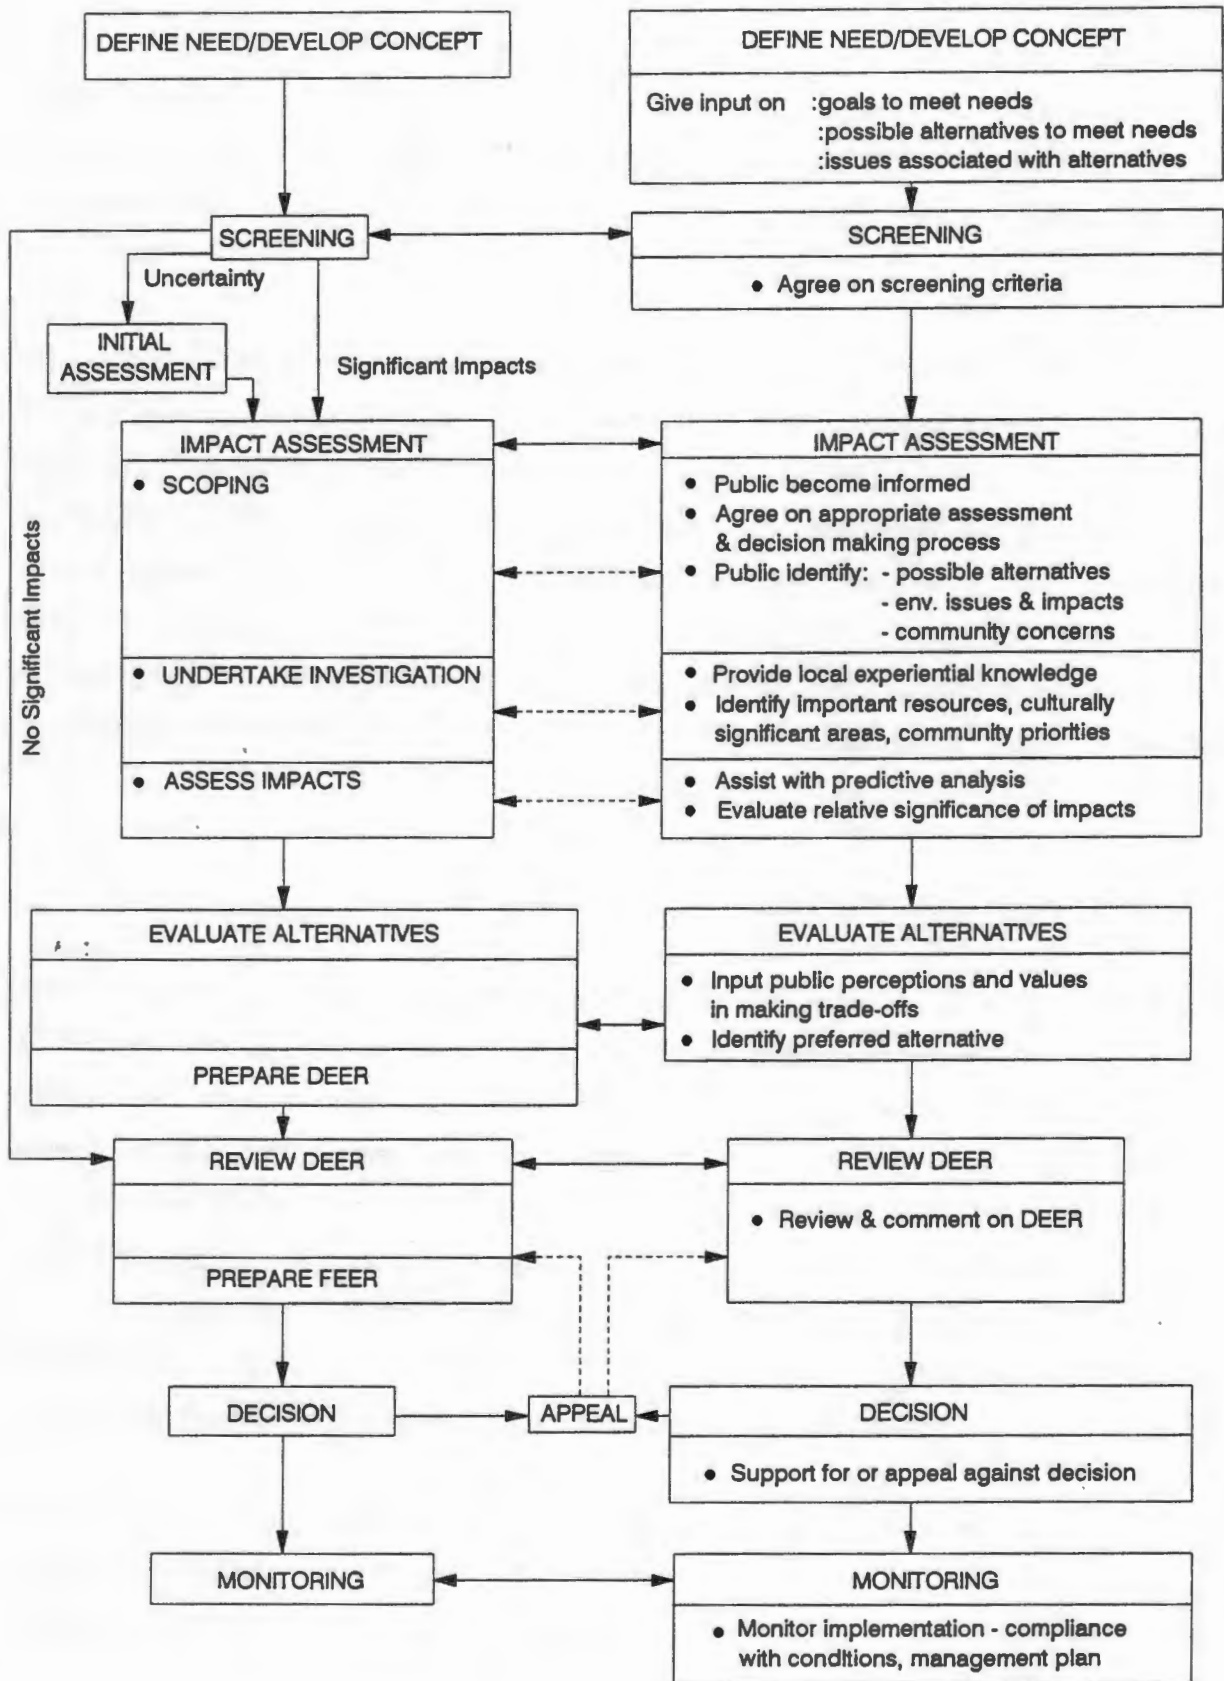 DEFINE NEED/DEVELOP CONCEPT
SCREENING
Uncertainty
INITIAL
ASSESSMENT
Significant Impacts
No Significant Impacts
IMPACT ASSESSMENT
• SCOPING
• UNDERTAKE INVESTIGATION
• ASSESS IMPACTS
EVALUATE ALTERNATIVES
PREPARE DEER
REVIEW DEER
PREPARE FEER
DECISION
APPEAL
MONITORING
DEFINE NEED/DEVELOP CONCEPT
Give input on :goals to meet needs
:possible alternatives to meet needs
:issues associated with alternatives
SCREENING
• Agree on screening criteria
IMPACT ASSESSMENT
• Public become informed
• Agree on appropriate assessment
& decision making process
• Public identify: - possible alternatives
- env. issues & impacts
- community concerns
• Provide local experiential knowledge
• Identify important resources, culturally
significant areas, community priorities
• Assist with predictive analysis
• Evaluate relative significance of impacts
EVALUATE ALTERNATIVES
• Input public perceptions and values
in making trade-offs
• Identify preferred alternative
REVIEW DEER
• Review & comment on DEER
DECISION
• Support for or appeal against decision
MONITORING
• Monitor implementation - compliance
with conditions, management plan